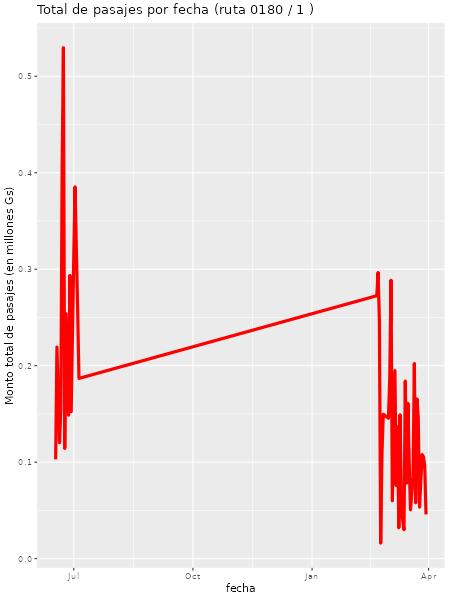 Total de pasajes por fecha (ruta 0180 / 1 )
Monto total de pasajes (en millones Gs)
0.5
0.4
0.3
0.2
0.1
0.0
Jul
Oct
Jan
Apr
fecha